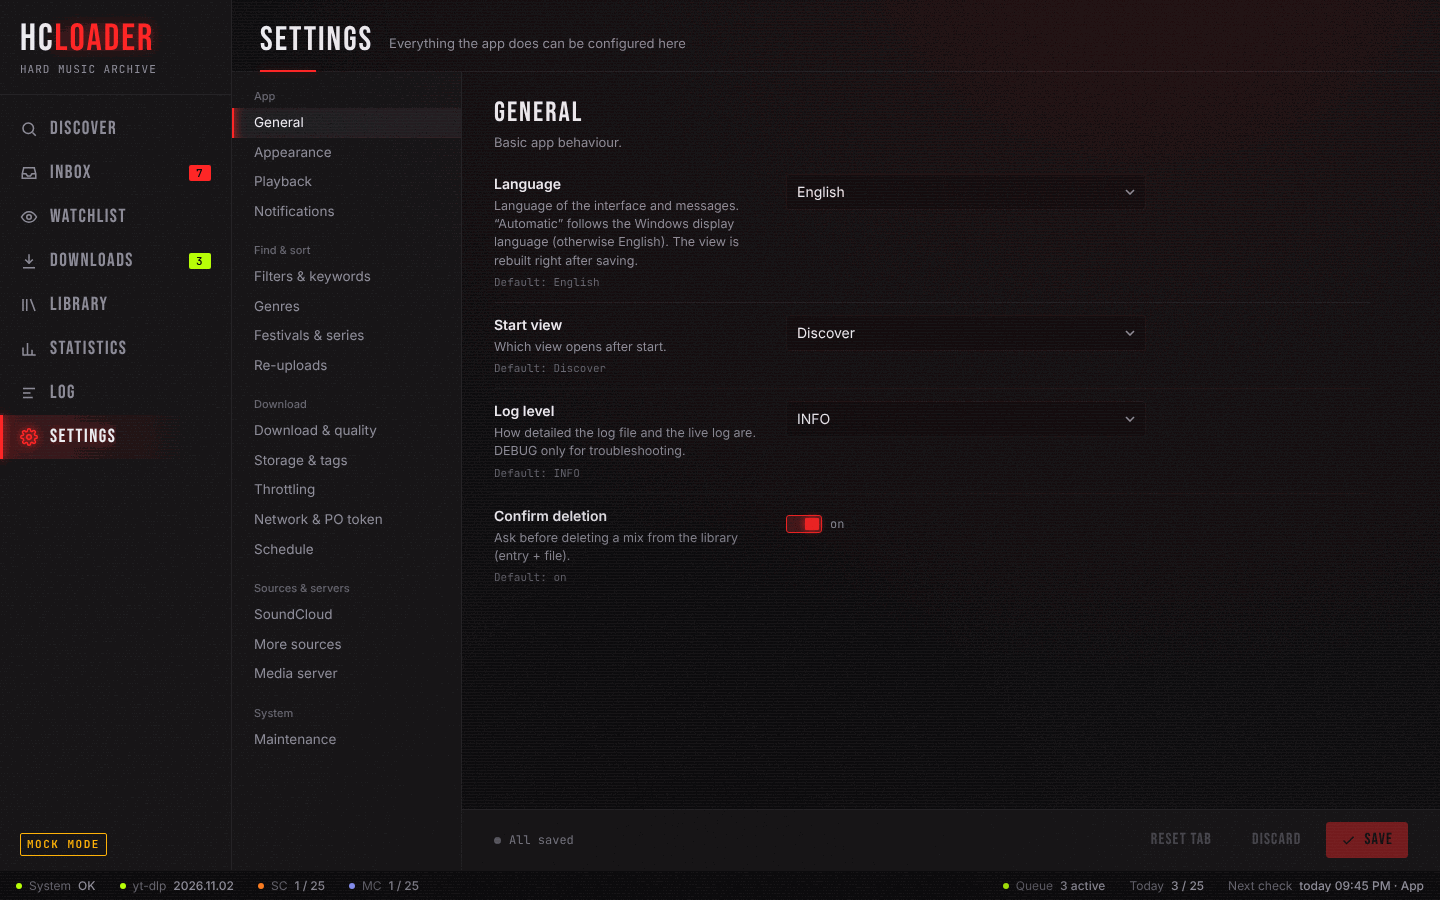 HCLOADER
HARD MUSIC ARCHIVE
DISCOVER
INBOX 7
WATCHLIST
DOWNLOADS 3
LIBRARY
STATISTICS
LOG
SETTINGS
MOCK MODE
SETTINGS Everything the app does can be configured here
App
General
Appearance
Playback
Notifications
Find & sort
Filters & keywords
Genres
Festivals & series
Re-uploads
Download
Download & quality
Storage & tags
Throttling
Network & PO token
Schedule
Sources & servers
SoundCloud
More sources
Media server
System
Maintenance
GENERAL
Basic app behaviour.
Language
Language of the interface and messages.
“Automatic” follows the Windows display
language (otherwise English). The view is
rebuilt right after saving.
Default: English
English
Start view
Which view opens after start.
Default: Discover
Discover
Log level
How detailed the log file and the live log are.
DEBUG only for troubleshooting.
Default: INFO
INFO
Confirm deletion
Ask before deleting a mix from the library
(entry + file).
Default: on
on
All saved
RESET TAB DISCARD SAVE
System OK yt-dlp 2026.11.02 SC 1 / 25 MC 1 / 25 Queue 3 active Today 3 / 25 Next check today 09:45 PM · App